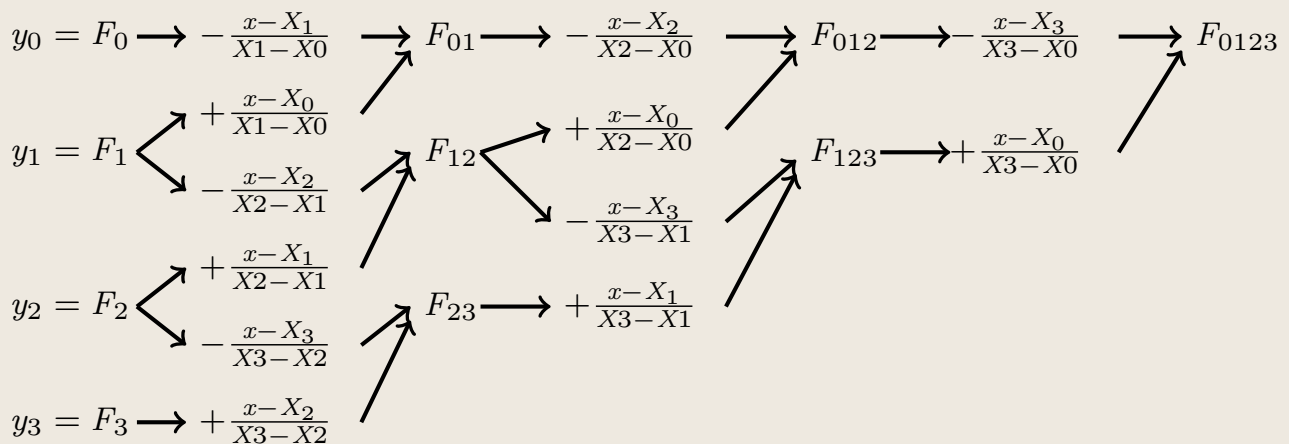 y₀ = F₀ → − (x−X₁)/(X1−X0) → F₀₁ → − (x−X₂)/(X2−X0) → F₀₁₂ → − (x−X₃)/(X3−X0) → F₀₁₂₃
+ (x−X₀)/(X1−X0)
+ (x−X₀)/(X2−X0)
y₁ = F₁ F₁₂ F₁₂₃ → + (x−X₀)/(X3−X0)
− (x−X₂)/(X2−X1)
− (x−X₃)/(X3−X1)
+ (x−X₁)/(X2−X1)
y₂ = F₂ F₂₃ → + (x−X₁)/(X3−X1)
− (x−X₃)/(X3−X2)
y₃ = F₃ → + (x−X₂)/(X3−X2)